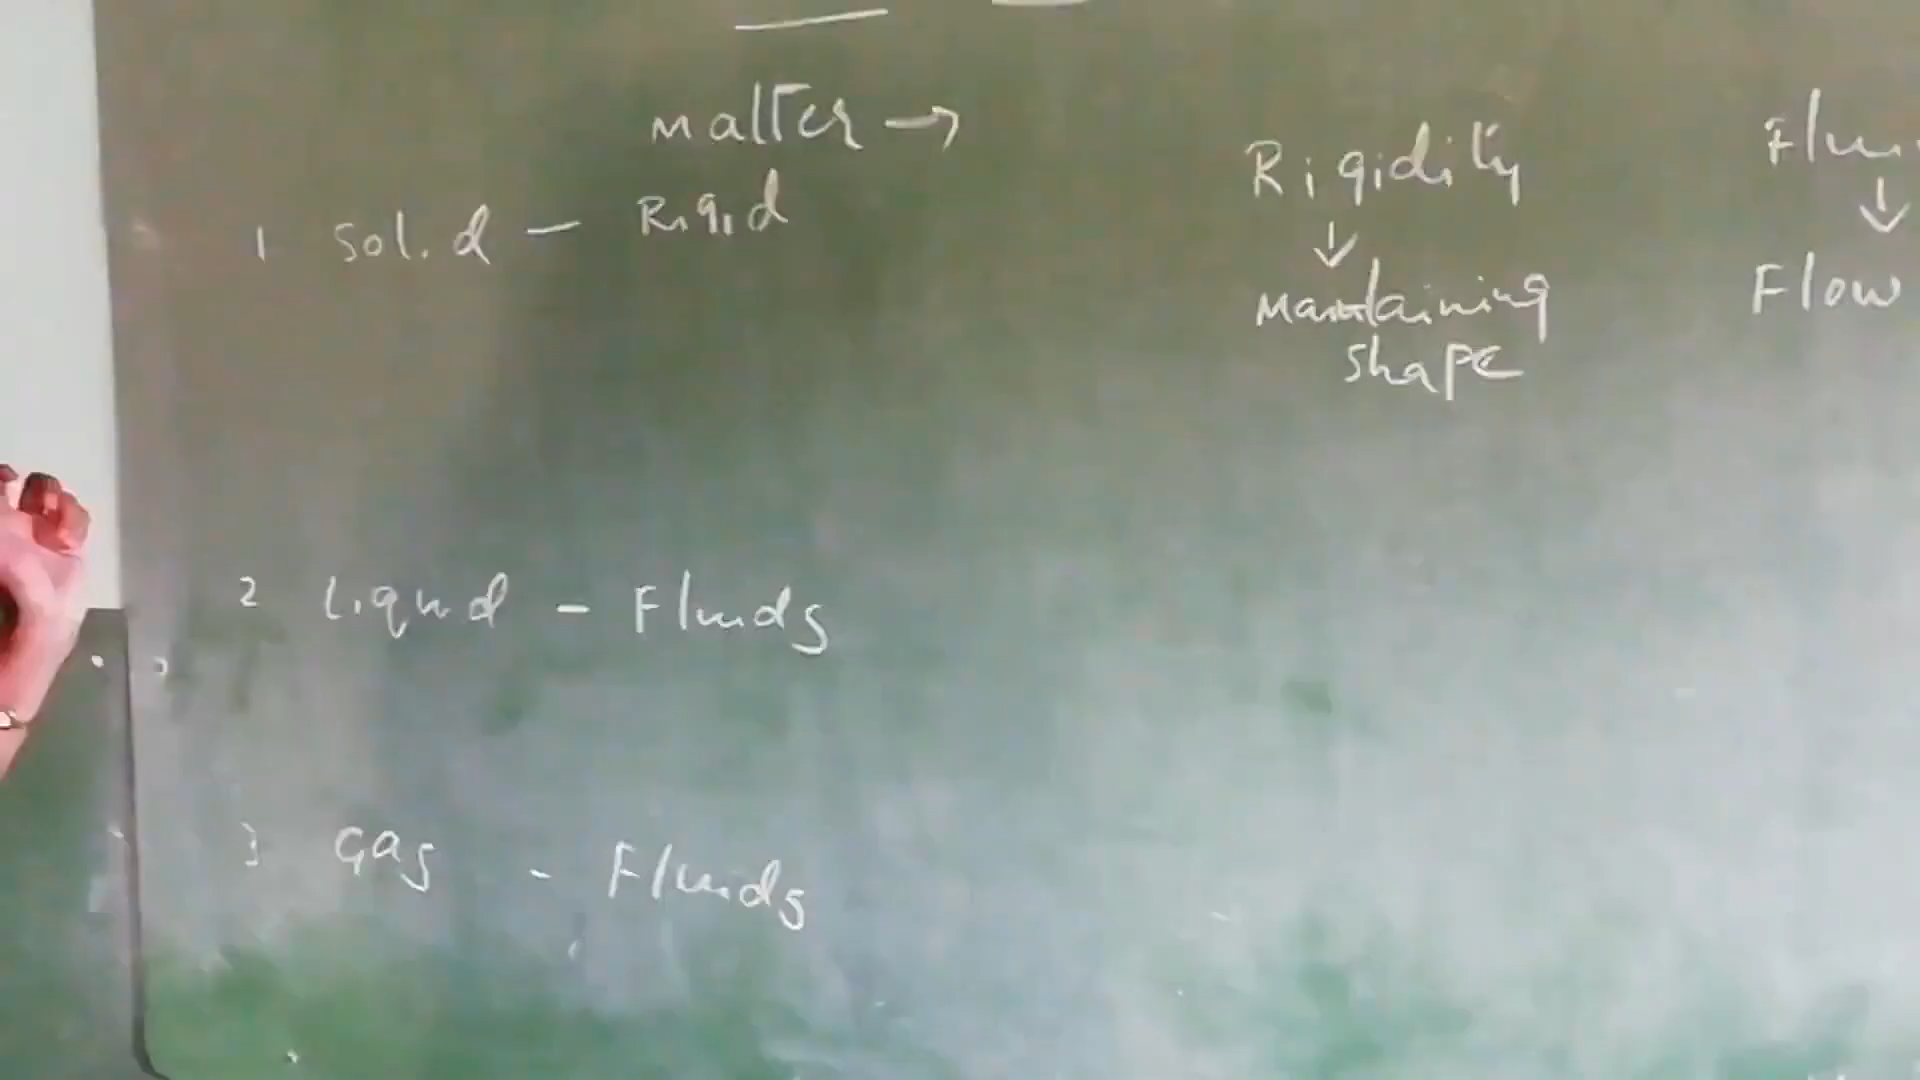 Matter →
1 Solid — Rigid
Rigidity
↓
Maintaining
shape
↓
Flow
2 Liquid - Fluids
3 Gas - Fluids